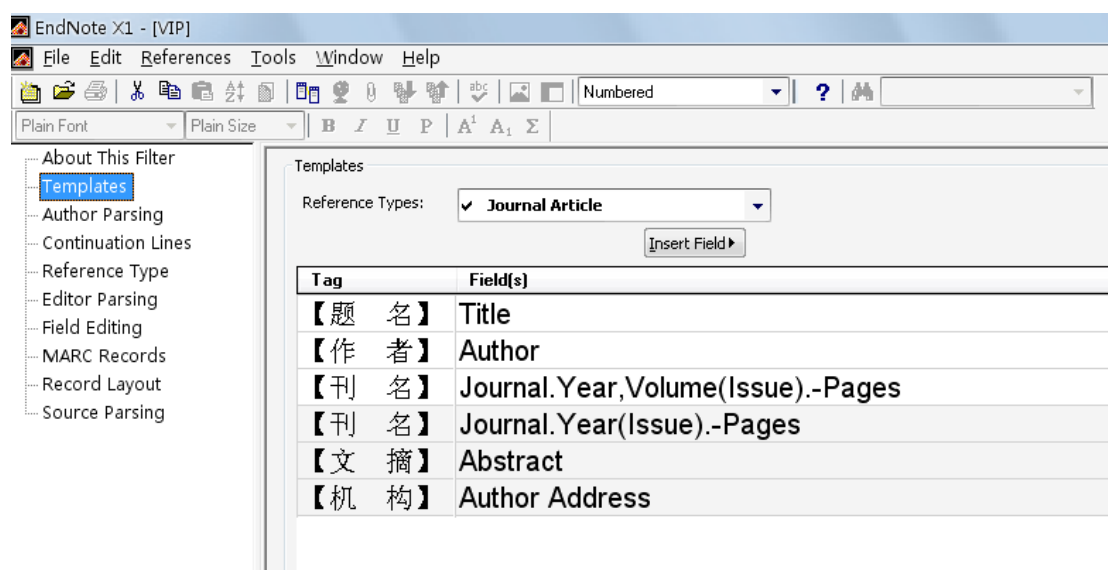 EndNote X1 - [VIP]
File Edit References Tools Window Help
abc Numbered ?
Plain Font Plain Size B I U P A¹ A₁ Σ
About This Filter
Templates
Author Parsing
Continuation Lines
Reference Type
Editor Parsing
Field Editing
MARC Records
Record Layout
Source Parsing
Templates
Reference Types: ✔ Journal Article
Insert Field
Tag Field(s)
【题 名】 Title
【作 者】 Author
【刊 名】 Journal.Year,Volume(Issue).-Pages
【刊 名】 Journal.Year(Issue).-Pages
【文 摘】 Abstract
【机 构】 Author Address